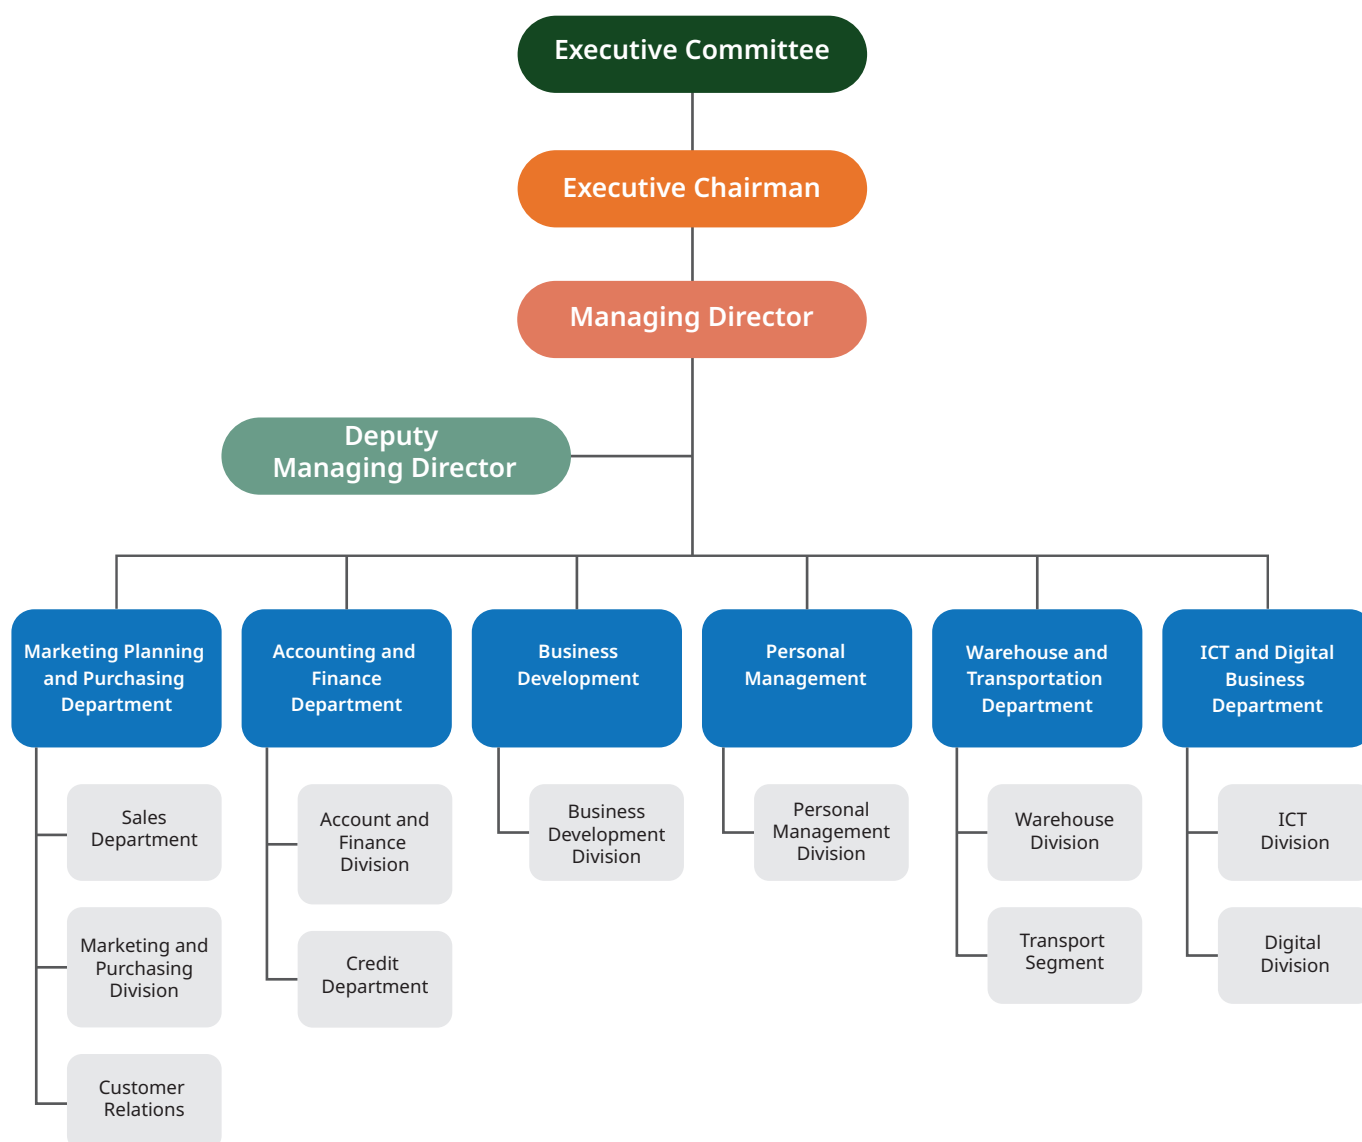 Executive Committee
Executive Chairman
Managing Director
Deputy
Managing Director
Marketing Planning
and Purchasing
Department
Accounting and
Finance
Department
Business
Development
Personal
Management
Warehouse and
Transportation
Department
ICT and Digital
Business
Department
Sales
Department
Marketing and
Purchasing
Division
Customer
Relations
Account and
Finance
Division
Credit
Department
Business
Development
Division
Personal
Management
Division
Warehouse
Division
Transport
Segment
ICT
Division
Digital
Division